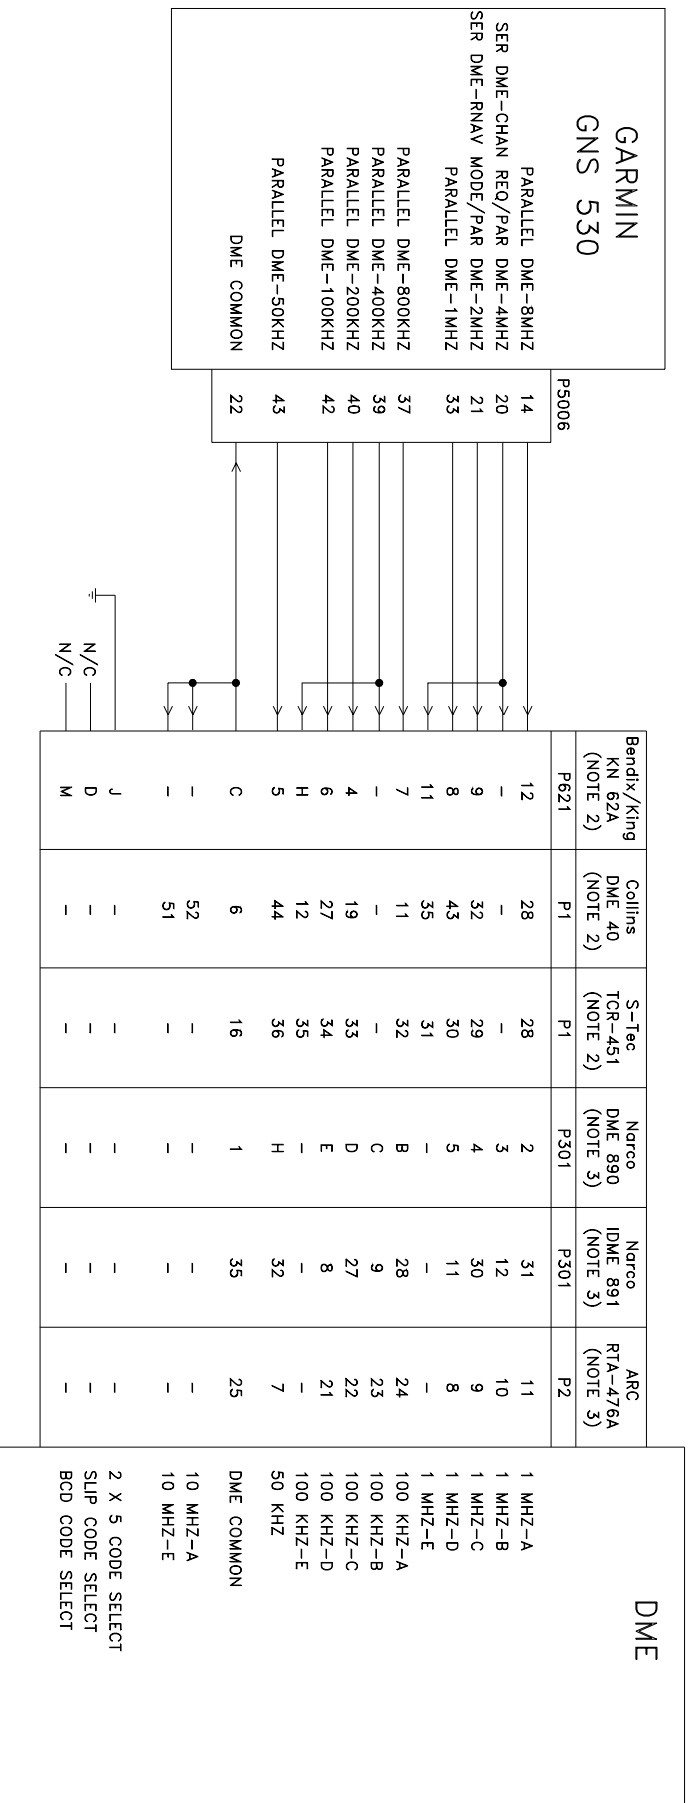 GARMIN
GNS 530
P5006
PARALLEL DME-8MHZ 14
SER DME-CHAN REQ/PAR DME-4MHZ 20
SER DME-RNAV MODE/PAR DME-2MHZ 21
PARALLEL DME-1MHZ 33
PARALLEL DME-800KHZ 37
PARALLEL DME-400KHZ 39
PARALLEL DME-200KHZ 40
PARALLEL DME-100KHZ 42
PARALLEL DME-50KHZ 43
DME COMMON 22
N/C
N/C
DME
Bendix/King Collins S-Tec Narco Narco ARC
KN 62A DME 40 TCR-451 DME 890 IDME 891 RTA-476A
(NOTE 2) (NOTE 2) (NOTE 2) (NOTE 3) (NOTE 3) (NOTE 3)
P621 P1 P1 P301 P301 P2
12 28 28 2 31 11 1 MHZ-A
- - - 3 12 10 1 MHZ-B
9 32 29 4 30 9 1 MHZ-C
8 43 30 5 11 8 1 MHZ-D
11 35 31 - - - 1 MHZ-E
7 11 32 B 28 24 100 KHZ-A
- - - C 9 23 100 KHZ-B
4 19 33 D 27 22 100 KHZ-C
6 27 34 E 8 21 100 KHZ-D
H 12 35 - - - 100 KHZ-E
5 44 36 H 32 7 50 KHZ
C 6 16 1 35 25 DME COMMON
- 52 - - - - 10 MHZ-A
- 51 - - - - 10 MHZ-E
J - - - - - 2 X 5 CODE SELECT
D - - - - - SLIP CODE SELECT
M - - - - - BCD CODE SELECT